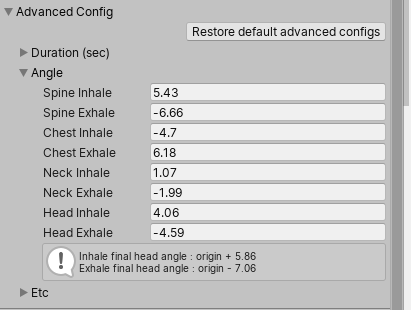 Advanced Config
Restore default advanced configs
Duration (sec)
Angle
Spine Inhale 5.43
Spine Exhale -6.66
Chest Inhale -4.7
Chest Exhale 6.18
Neck Inhale 1.07
Neck Exhale -1.99
Head Inhale 4.06
Head Exhale -4.59
Inhale final head angle : origin + 5.86
Exhale final head angle : origin - 7.06
Etc